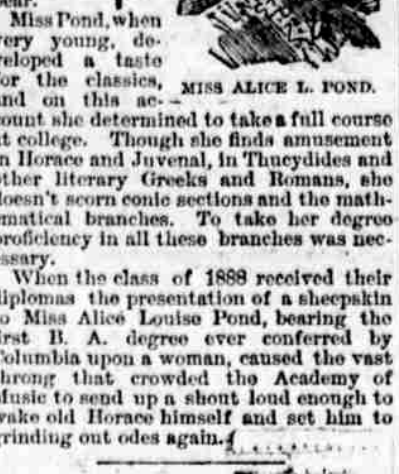 wear.
Miss Pond, when
very young, de-
veloped a taste
for the classics,
and on this ac-
MISS ALICE L. POND.
count she determined to take a full course
at college. Though she finds amusement
in Horace and Juvenal, in Thucydides and
other literary Greeks and Romans, she
doesn't scorn conic sections and the math-
ematical branches. To take her degree
proficiency in all these branches was nec-
essary.
When the class of 1888 received their
diplomas the presentation of a sheepskin
to Miss Alice Louise Pond, bearing the
first B. A. degree ever conferred by
Columbia upon a woman, caused the vast
throng that crowded the Academy of
Music to send up a shout loud enough to
wake old Horace himself and set him to
grinding out odes again.